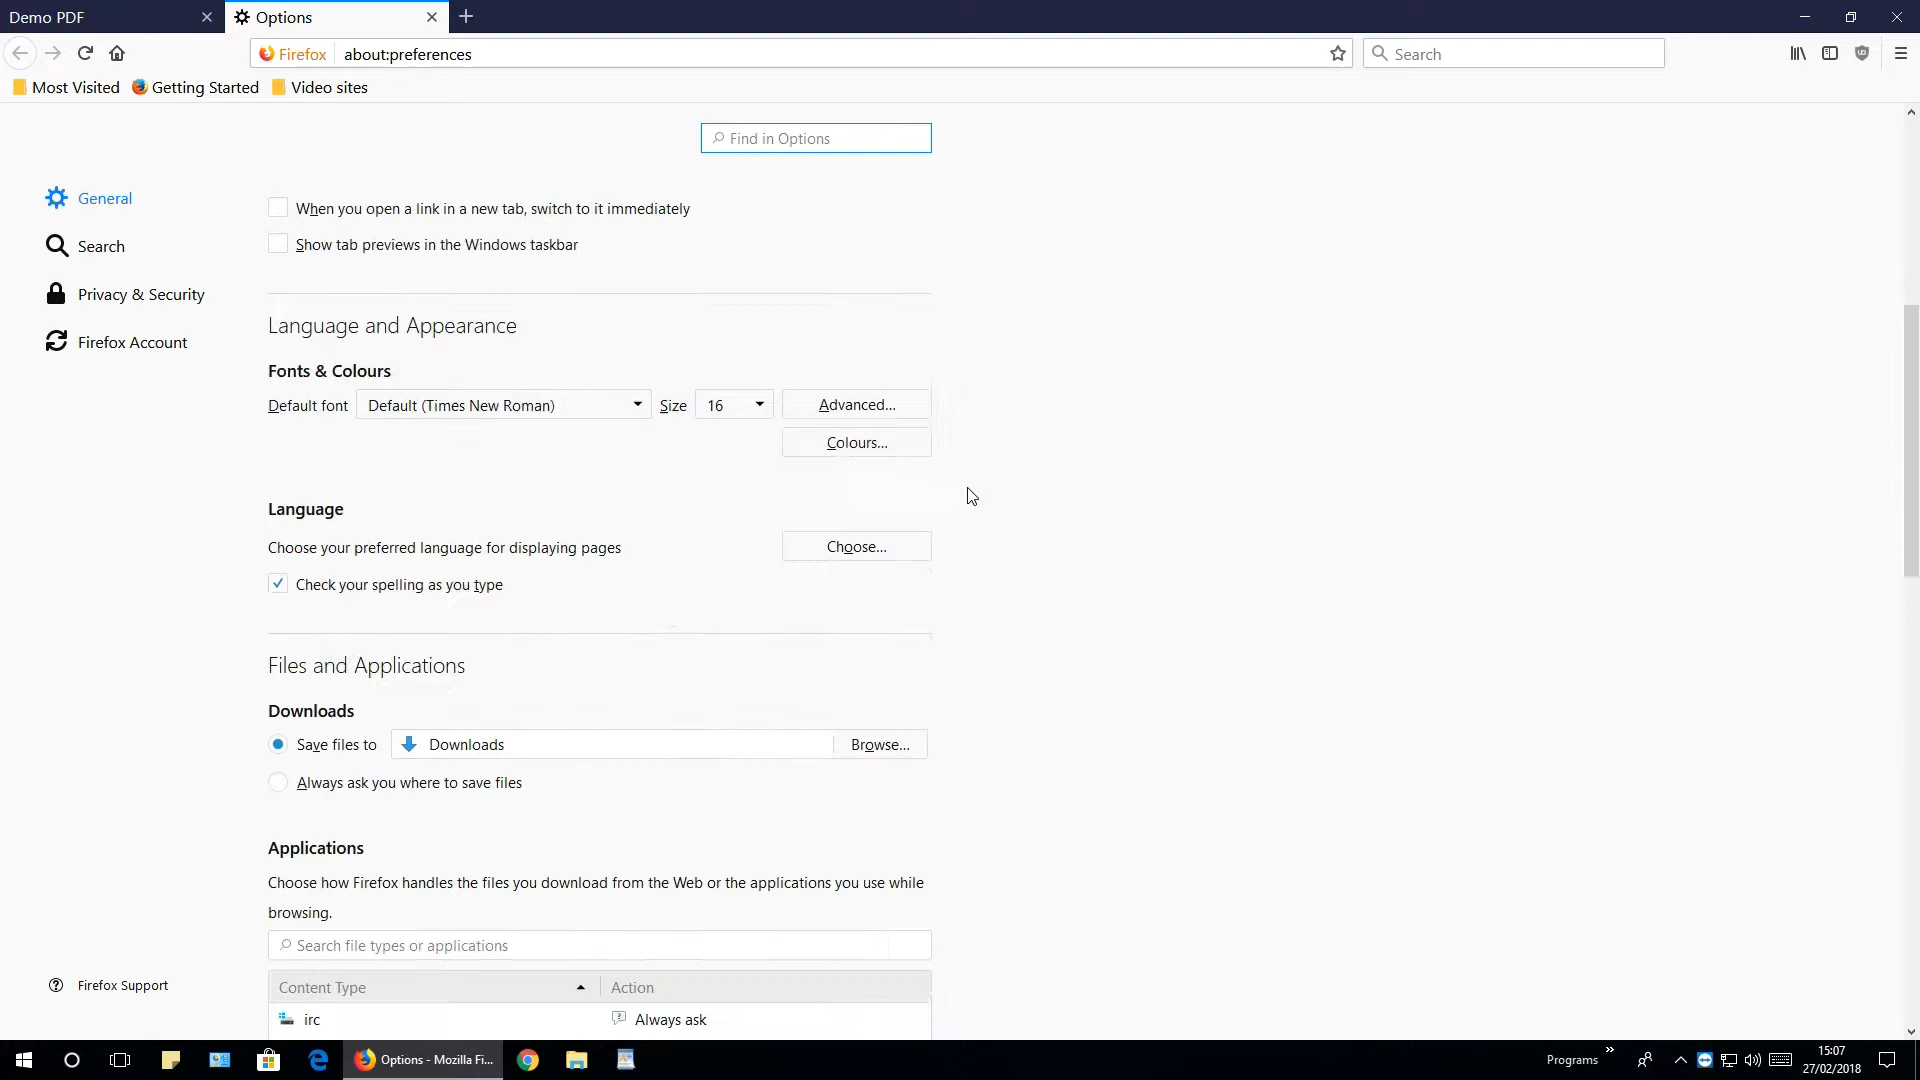 Demo PDF
Options
Firefox
about:preferences
Search
Most Visited
Getting Started
Video sites
Find in Options
General
Search
Privacy & Security
Firefox Account
When you open a link in a new tab, switch to it immediately
Show tab previews in the Windows taskbar
Language and Appearance
Fonts & Colours
Default font
Default (Times New Roman)
Size
16
Advanced...
Colours...
Language
Choose your preferred language for displaying pages
Choose...
Check your spelling as you type
Files and Applications
Downloads
Save files to
Downloads
Browse...
Always ask you where to save files
Applications
Choose how Firefox handles the files you download from the Web or the applications you use while
browsing.
Search file types or applications
Content Type
Action
irc
Always ask
Firefox Support
Options - Mozilla Fi...
Programs
15:07
27/02/2018